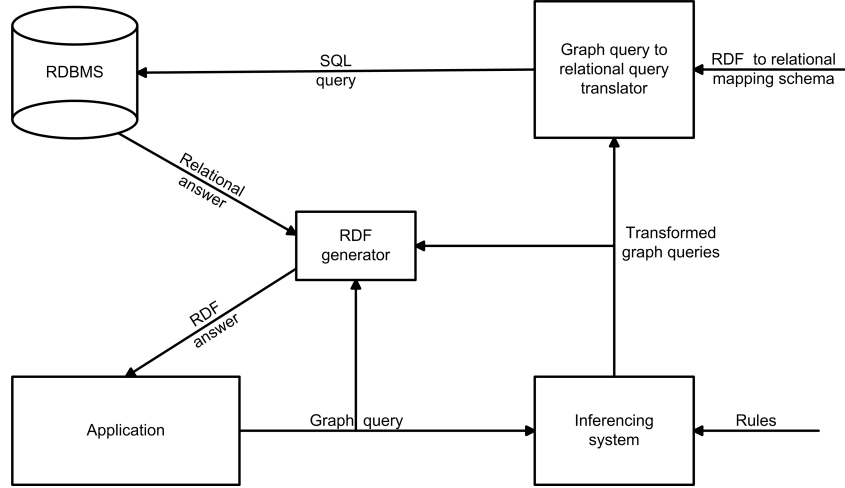 RDBMS
SQL
query
Graph query to
relational query
translator
RDF to relational
mapping schema
Relational
answer
RDF
generator
Transformed
graph queries
RDF
answer
Application
Graph query
Inferencing
system
Rules